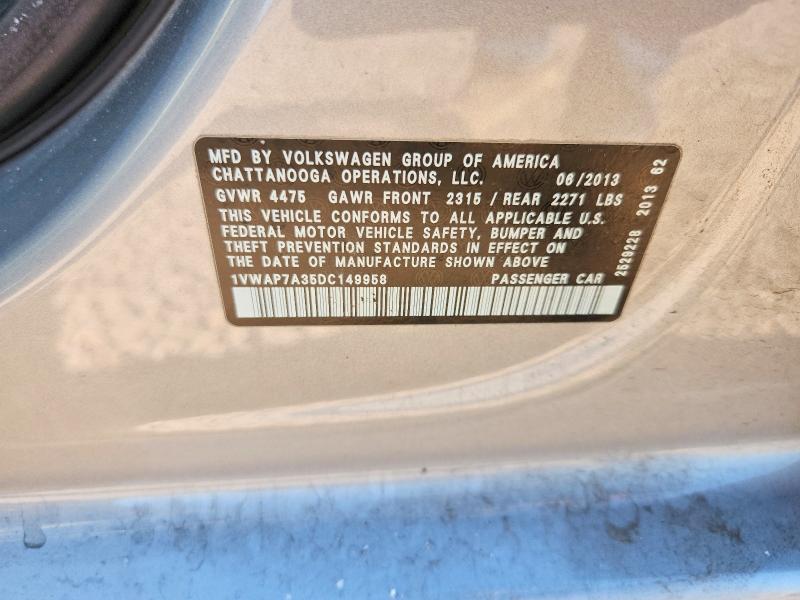 MFD BY VOLKSWAGEN GROUP OF AMERICA
CHATTANOOGA OPERATIONS, LLC. 06/2013
GVWR 4475 GAWR FRONT 2315 / REAR 2271 LBS
THIS VEHICLE CONFORMS TO ALL APPLICABLE U.S.
FEDERAL MOTOR VEHICLE SAFETY, BUMPER AND
THEFT PREVENTION STANDARDS IN EFFECT ON
THE DATE OF MANUFACTURE SHOWN ABOVE
1VWAP7A35DC149958 PASSENGER CAR
2529228 2013 62